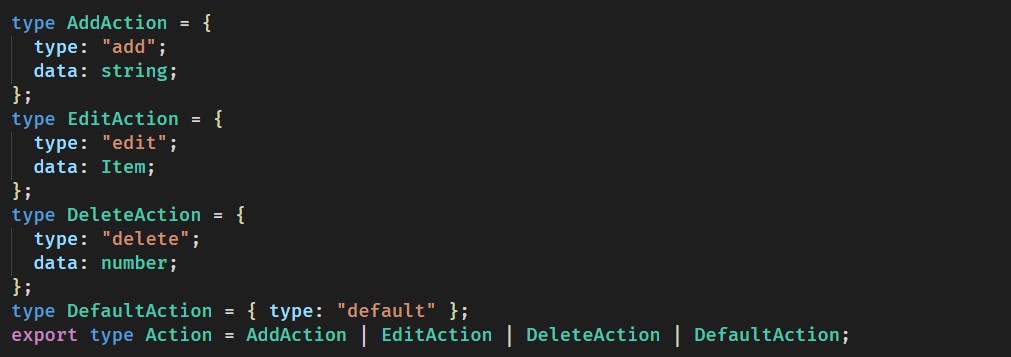 type AddAction = {
  type: "add";
  data: string;
};
type EditAction = {
  type: "edit";
  data: Item;
};
type DeleteAction = {
  type: "delete";
  data: number;
};
type DefaultAction = { type: "default" };
export type Action = AddAction | EditAction | DeleteAction | DefaultAction;